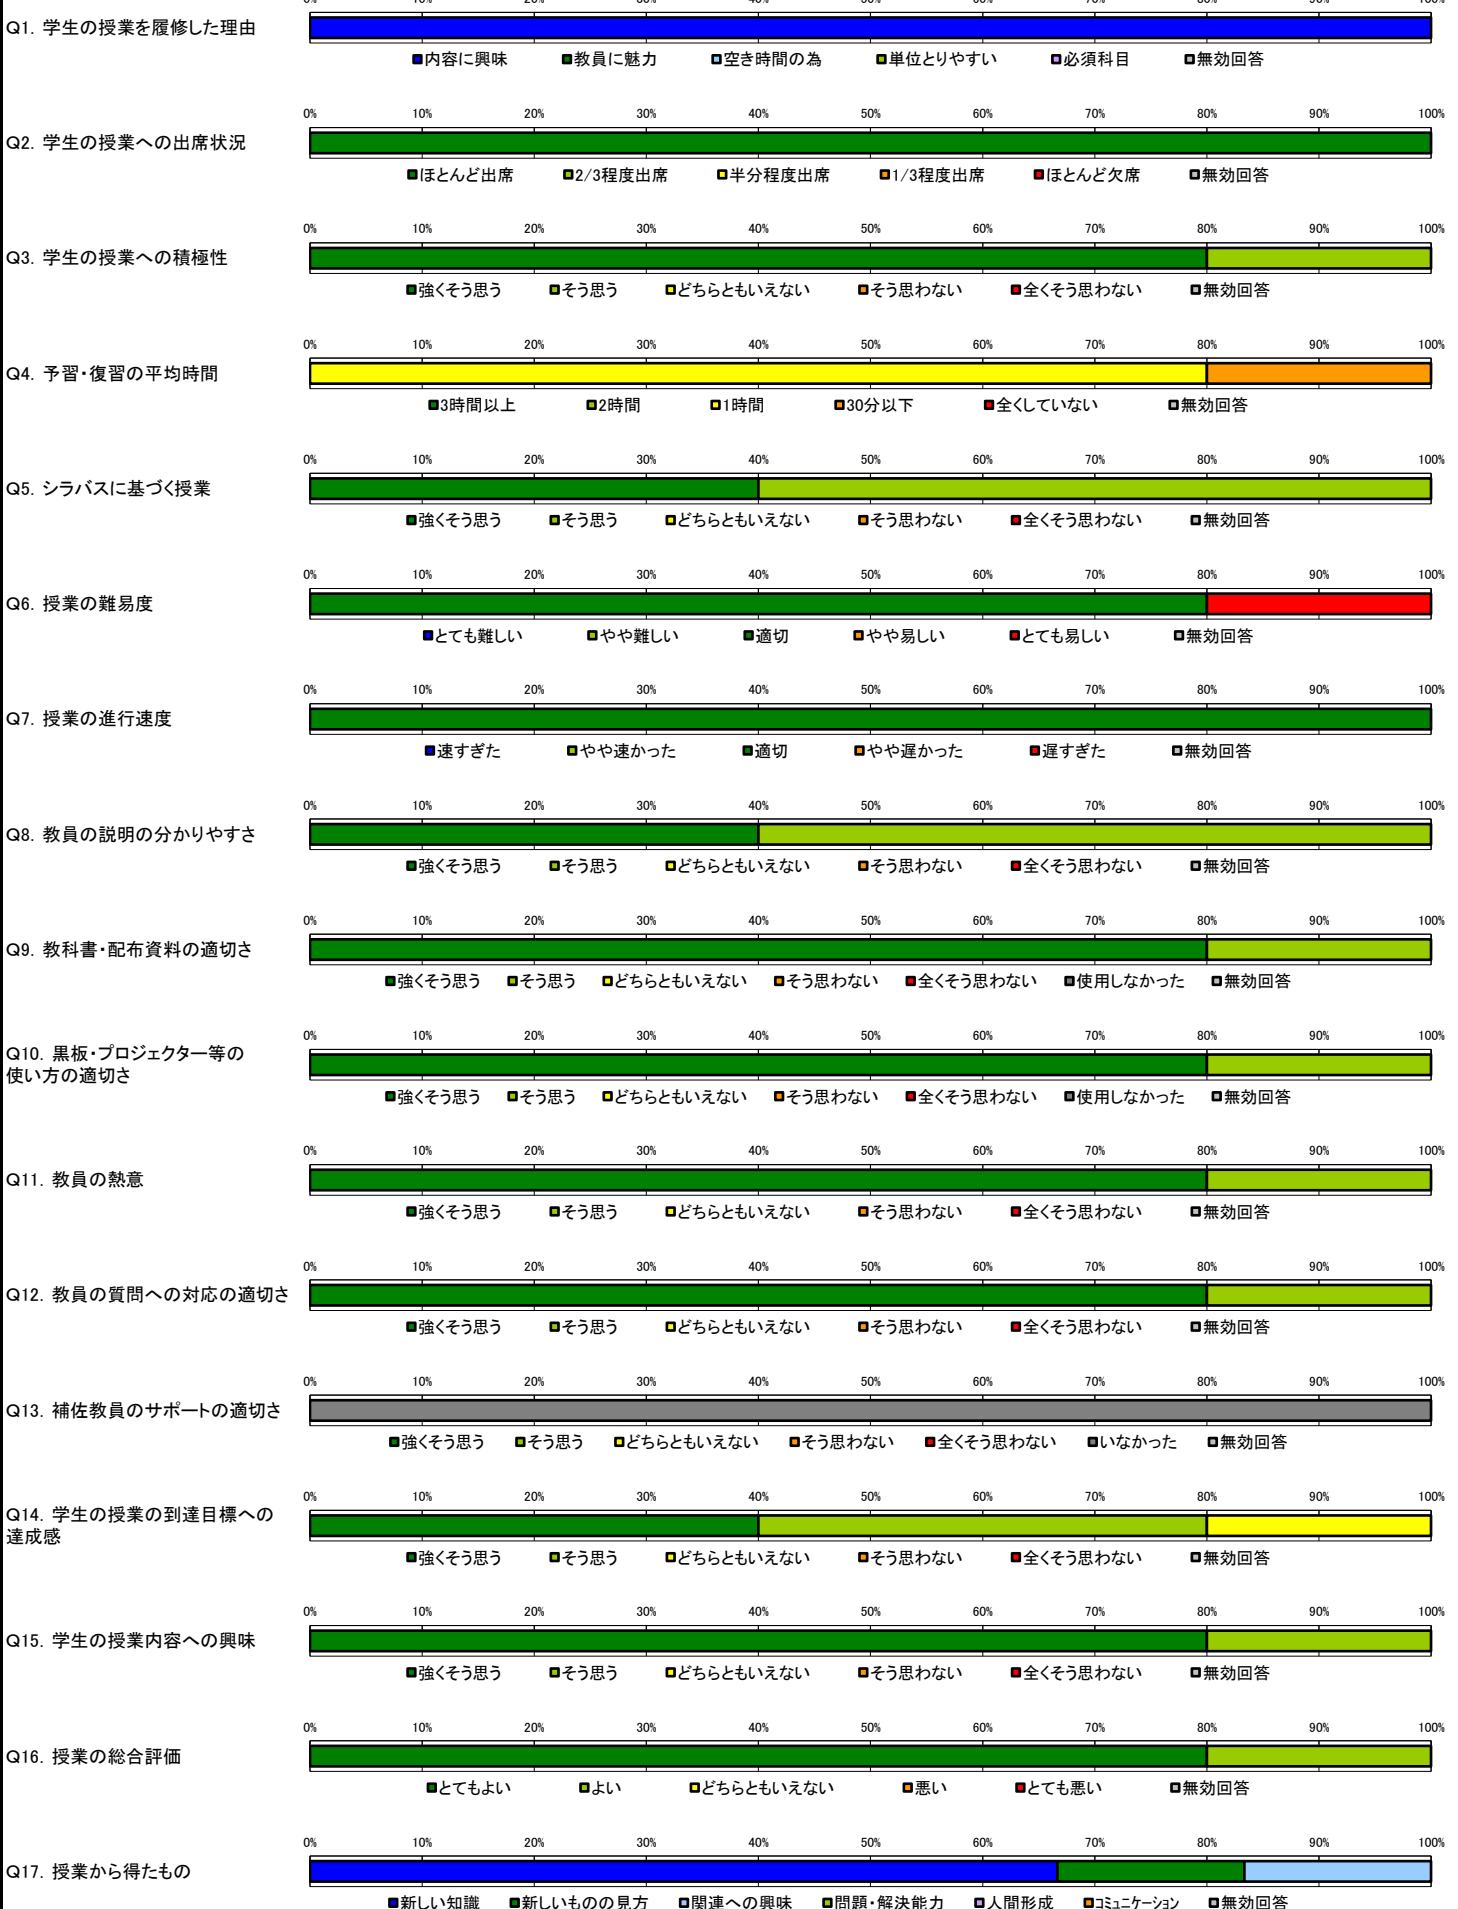 0% 10% 20% 30% 40% 50% 60% 70% 80% 90% 100%
Q1. 学生の授業を履修した理由
内容に興味 教員に魅力 空き時間の為 単位とりやすい 必須科目 無効回答
0% 10% 20% 30% 40% 50% 60% 70% 80% 90% 100%
Q2. 学生の授業への出席状況
ほとんど出席 2/3程度出席 半分程度出席 1/3程度出席 ほとんど欠席 無効回答
0% 10% 20% 30% 40% 50% 60% 70% 80% 90% 100%
Q3. 学生の授業への積極性
強くそう思う そう思う どちらともいえない そう思わない 全くそう思わない 無効回答
0% 10% 20% 30% 40% 50% 60% 70% 80% 90% 100%
Q4. 予習・復習の平均時間
3時間以上 2時間 1時間 30分以下 全くしていない 無効回答
0% 10% 20% 30% 40% 50% 60% 70% 80% 90% 100%
Q5. シラバスに基づく授業
強くそう思う そう思う どちらともいえない そう思わない 全くそう思わない 無効回答
0% 10% 20% 30% 40% 50% 60% 70% 80% 90% 100%
Q6. 授業の難易度
とても難しい やや難しい 適切 やや易しい とても易しい 無効回答
0% 10% 20% 30% 40% 50% 60% 70% 80% 90% 100%
Q7. 授業の進行速度
速すぎた やや速かった 適切 やや遅かった 遅すぎた 無効回答
0% 10% 20% 30% 40% 50% 60% 70% 80% 90% 100%
Q8. 教員の説明の分かりやすさ
強くそう思う そう思う どちらともいえない そう思わない 全くそう思わない 無効回答
0% 10% 20% 30% 40% 50% 60% 70% 80% 90% 100%
Q9. 教科書・配布資料の適切さ
強くそう思う そう思う どちらともいえない そう思わない 全くそう思わない 使用しなかった 無効回答
0% 10% 20% 30% 40% 50% 60% 70% 80% 90% 100%
Q10. 黒板・プロジェクター等の
使い方の適切さ
強くそう思う そう思う どちらともいえない そう思わない 全くそう思わない 使用しなかった 無効回答
0% 10% 20% 30% 40% 50% 60% 70% 80% 90% 100%
Q11. 教員の熱意
強くそう思う そう思う どちらともいえない そう思わない 全くそう思わない 無効回答
0% 10% 20% 30% 40% 50% 60% 70% 80% 90% 100%
Q12. 教員の質問への対応の適切さ
強くそう思う そう思う どちらともいえない そう思わない 全くそう思わない 無効回答
0% 10% 20% 30% 40% 50% 60% 70% 80% 90% 100%
Q13. 補佐教員のサポートの適切さ
強くそう思う そう思う どちらともいえない そう思わない 全くそう思わない いなかった 無効回答
0% 10% 20% 30% 40% 50% 60% 70% 80% 90% 100%
Q14. 学生の授業の到達目標への
達成感
強くそう思う そう思う どちらともいえない そう思わない 全くそう思わない 無効回答
0% 10% 20% 30% 40% 50% 60% 70% 80% 90% 100%
Q15. 学生の授業内容への興味
強くそう思う そう思う どちらともいえない そう思わない 全くそう思わない 無効回答
0% 10% 20% 30% 40% 50% 60% 70% 80% 90% 100%
Q16. 授業の総合評価
とてもよい よい どちらともいえない 悪い とても悪い 無効回答
0% 10% 20% 30% 40% 50% 60% 70% 80% 90% 100%
Q17. 授業から得たもの
新しい知識 新しいものの見方 関連への興味 問題・解決能力 人間形成 コミュニケーション 無効回答